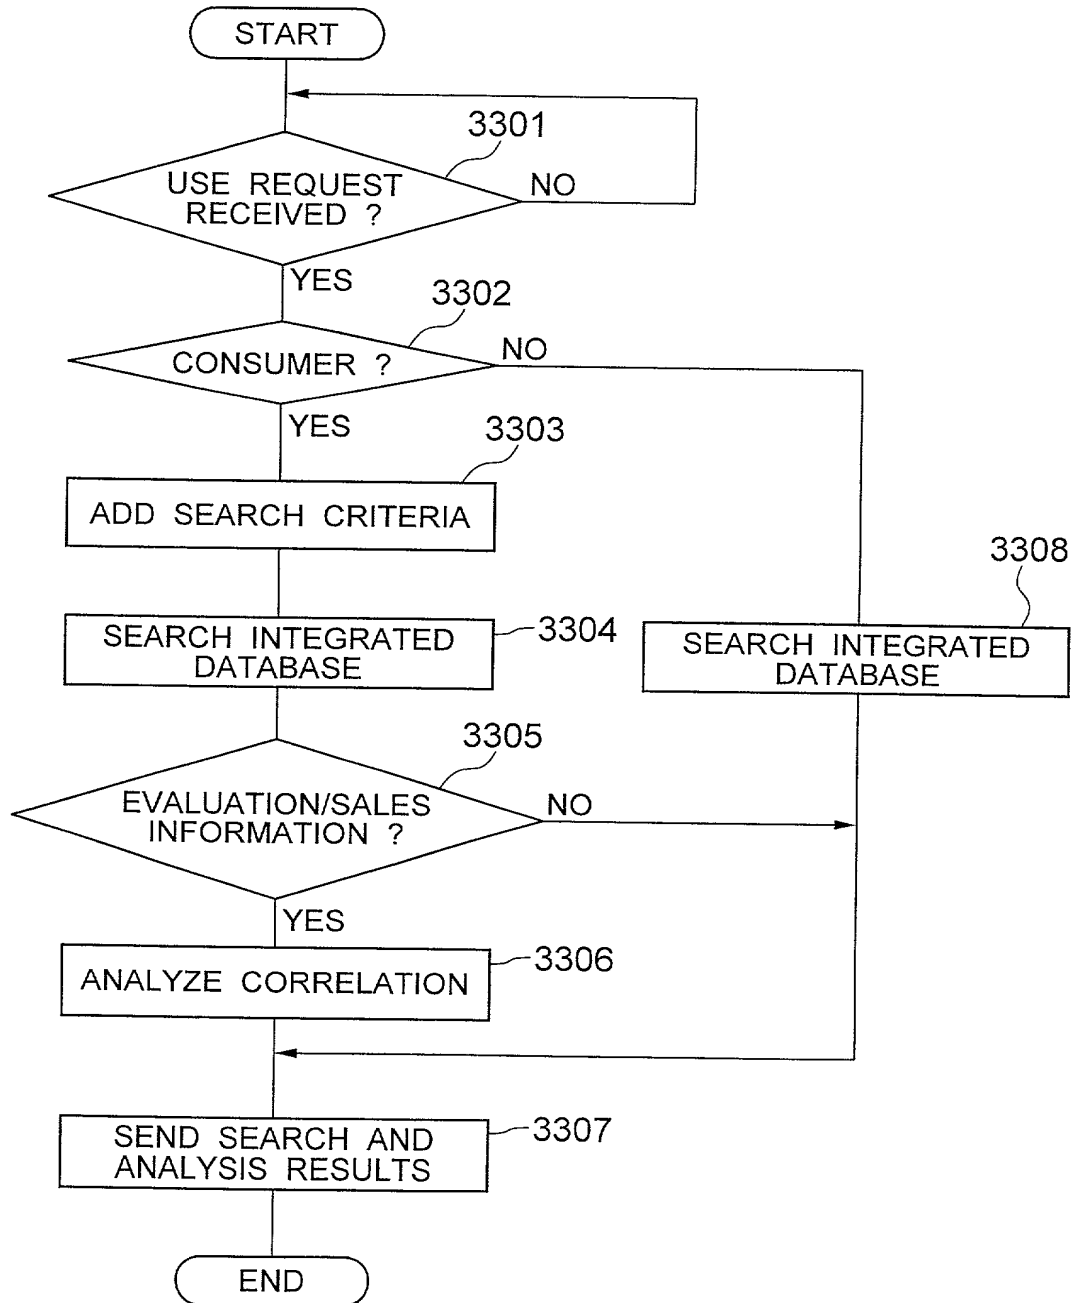 START
3301
USE REQUEST
RECEIVED ?
NO
YES
3302
CONSUMER ?
NO
YES
3303
ADD SEARCH CRITERIA
3304
SEARCH INTEGRATED
DATABASE
3308
SEARCH INTEGRATED
DATABASE
3305
EVALUATION/SALES
INFORMATION ?
NO
YES
3306
ANALYZE CORRELATION
3307
SEND SEARCH AND
ANALYSIS RESULTS
END